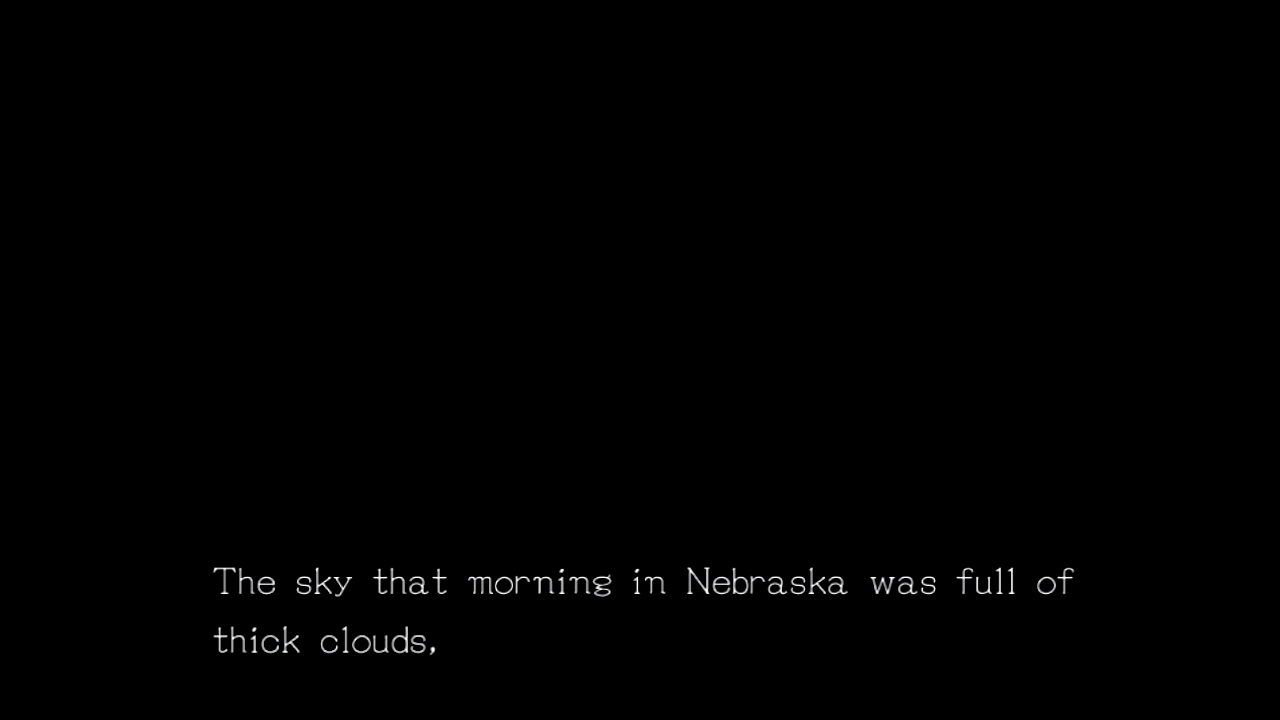 The sky that morning in Nebraska was full of
thick clouds,